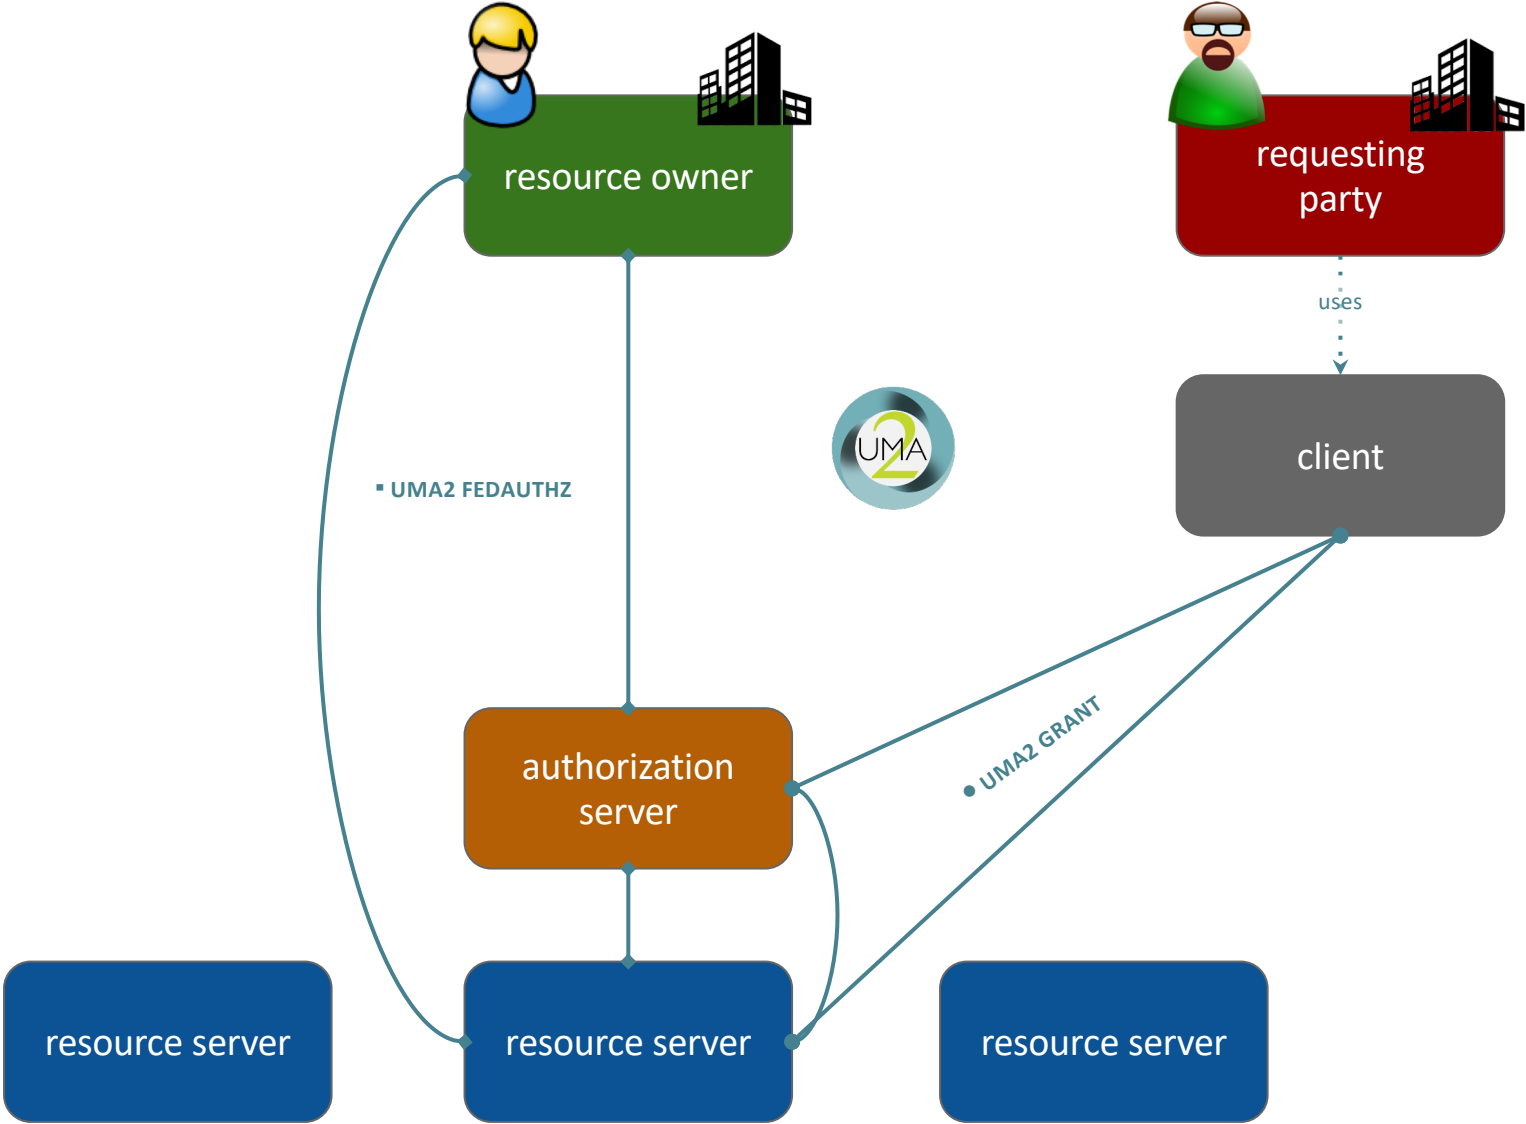 resource owner
requesting
party
uses
UMA
2
client
▪ UMA2 FEDAUTHZ
● UMA2 GRANT
authorization
server
resource server
resource server
resource server